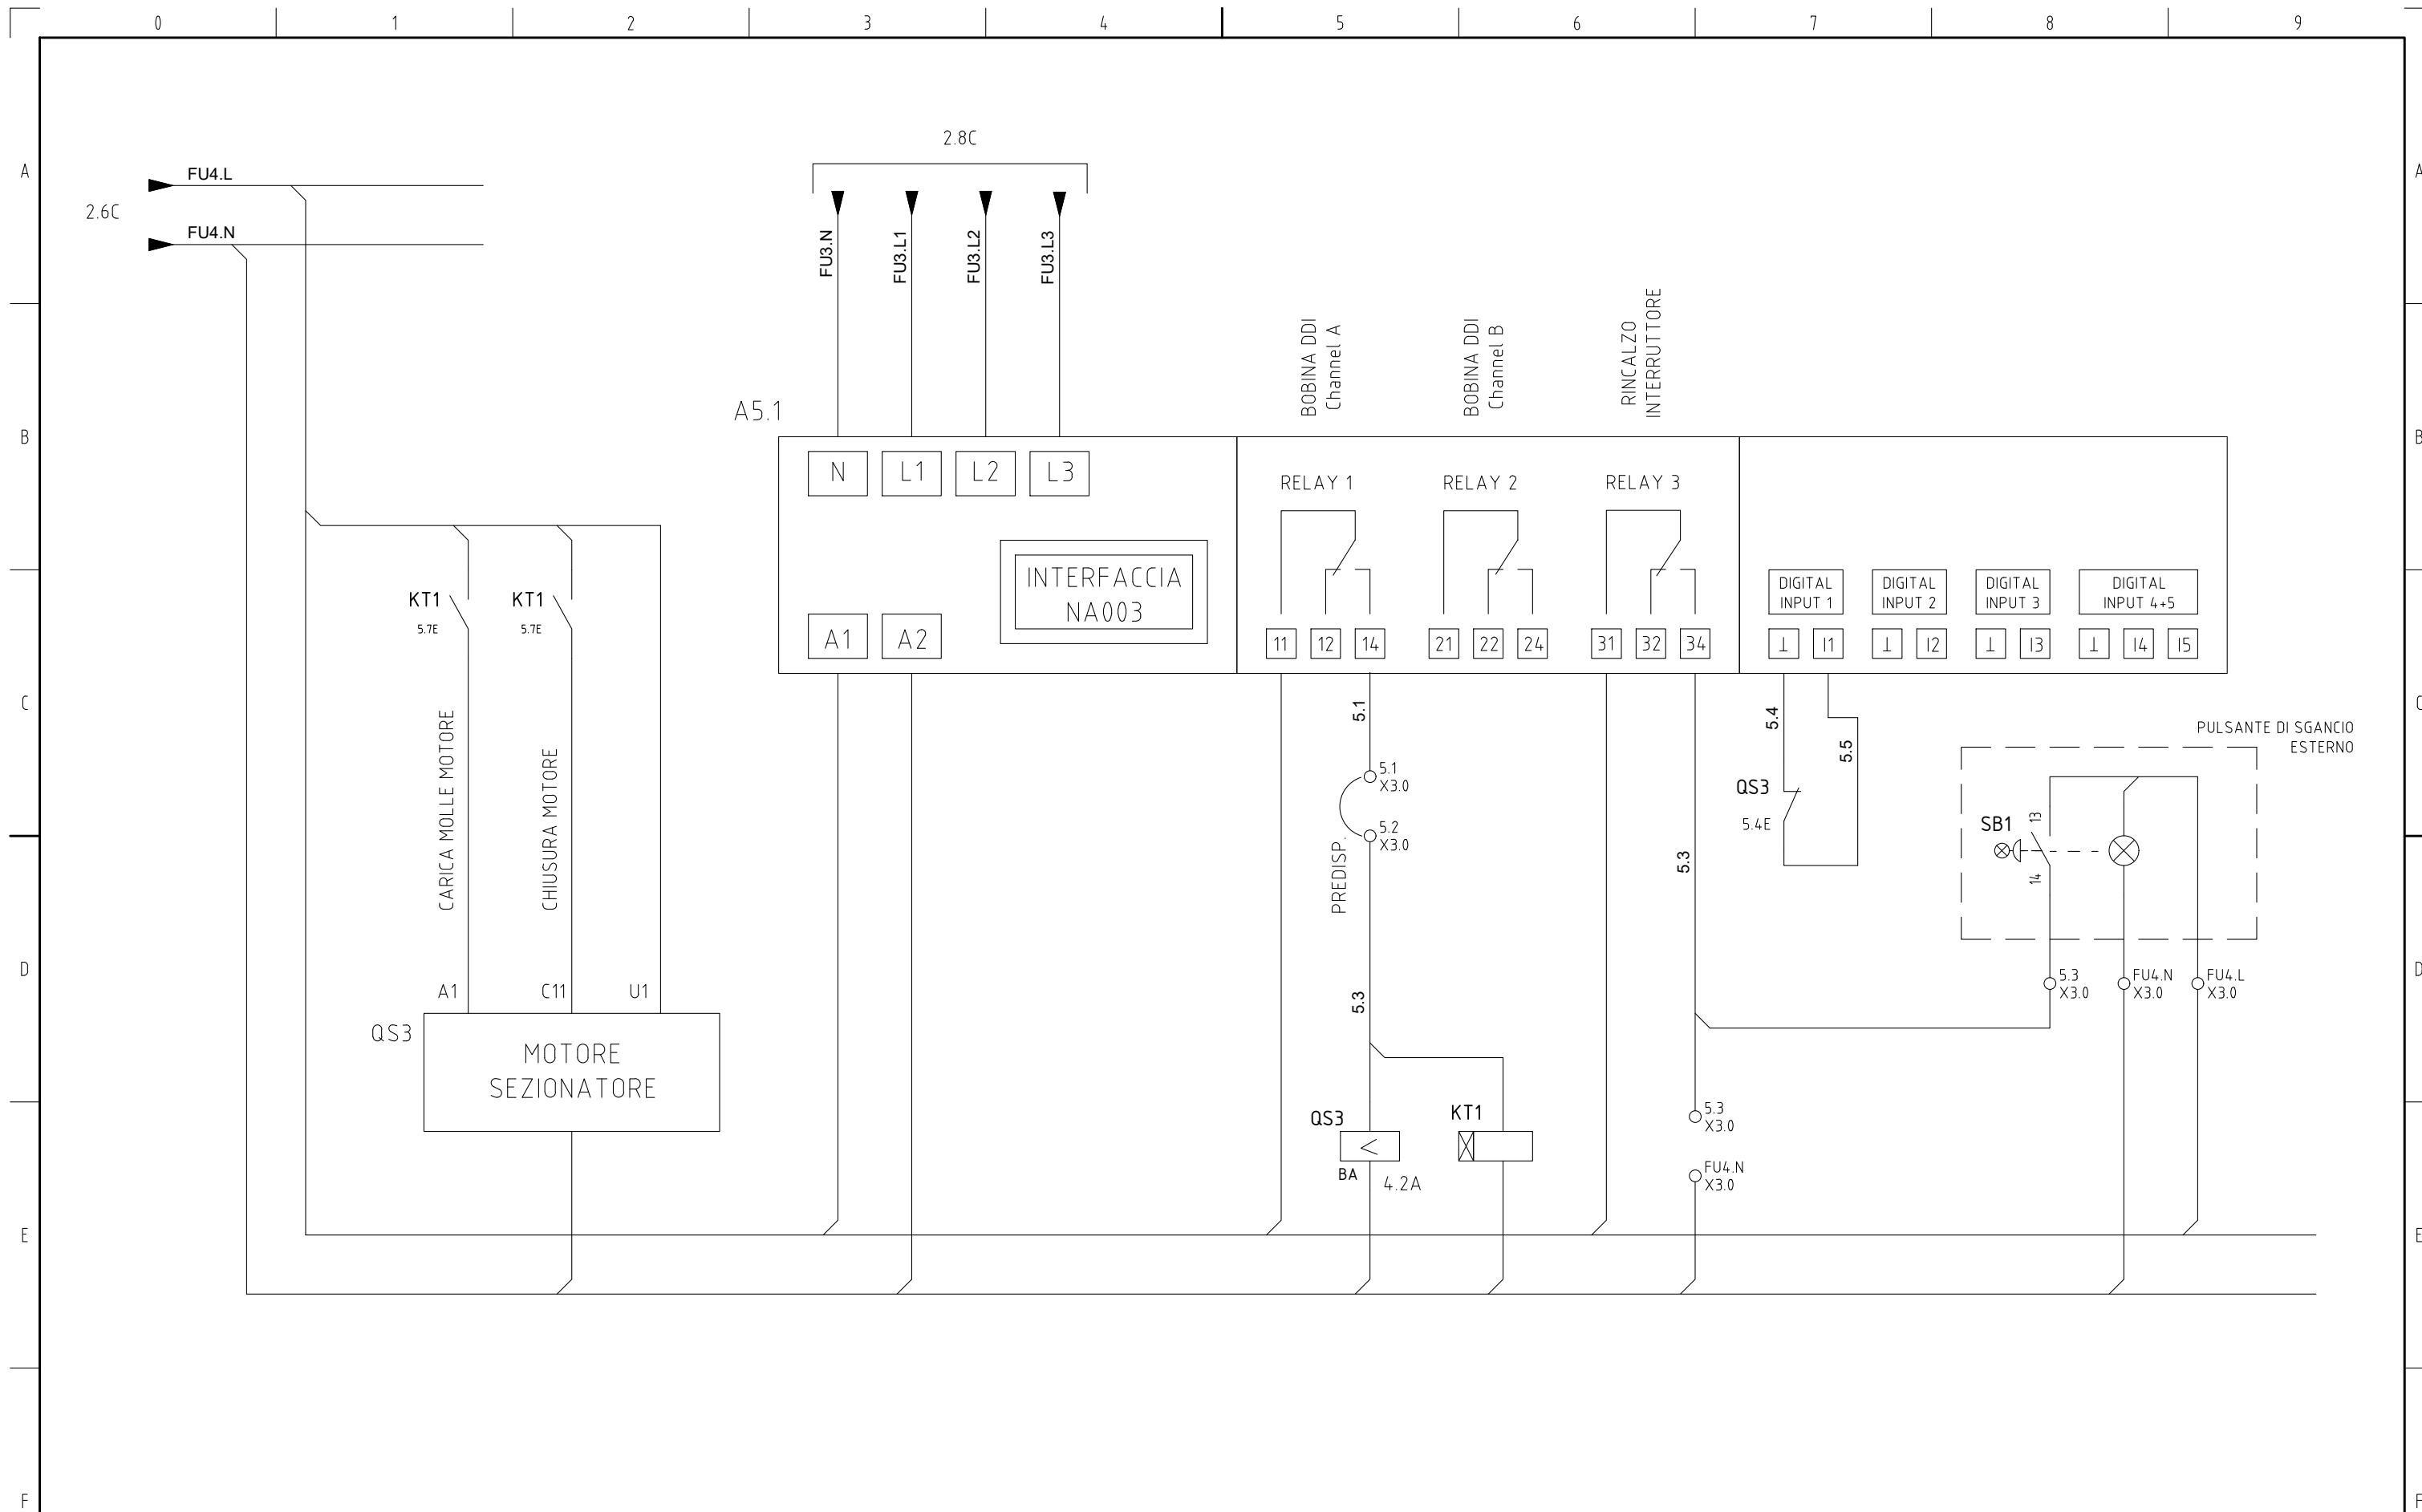 0 1 2 3 4 5 6 7 8 9
A A
2.8C
FU4.L
2.6C
FU4.N
FU3.N
FU3.L1
FU3.L2
FU3.L3
BOBINA DDI
Channel A
BOBINA DDI
Channel B
RINCALZO
INTERRUTTORE
A5.1
B B
N L1 L2 L3
RELAY 1 RELAY 2 RELAY 3
INTERFACCIA
NA003
DIGITAL
INPUT 1
DIGITAL
INPUT 2
DIGITAL
INPUT 3
DIGITAL
INPUT 4+5
KT1
5.7E
KT1
5.7E
A1 A2
11 12 14 21 22 24 31 32 34
⊥ I1 ⊥ I2 ⊥ I3 ⊥ I4 I5
C C
5.1
5.4
5.5
PULSANTE DI SGANCIO
ESTERNO
CARICA MOLLE MOTORE
CHIUSURA MOTORE
5.1
X3.0
5.2
X3.0
PREDISP.
5.3
QS3
5.4E
SB1
13
14
D D
A1 C11 U1
5.3
5.3
X3.0
FU4.N
X3.0
FU4.L
X3.0
QS3
MOTORE
SEZIONATORE
QS3
BA
4.2A
KT1
5.3
X3.0
FU4.N
X3.0
E E
F F